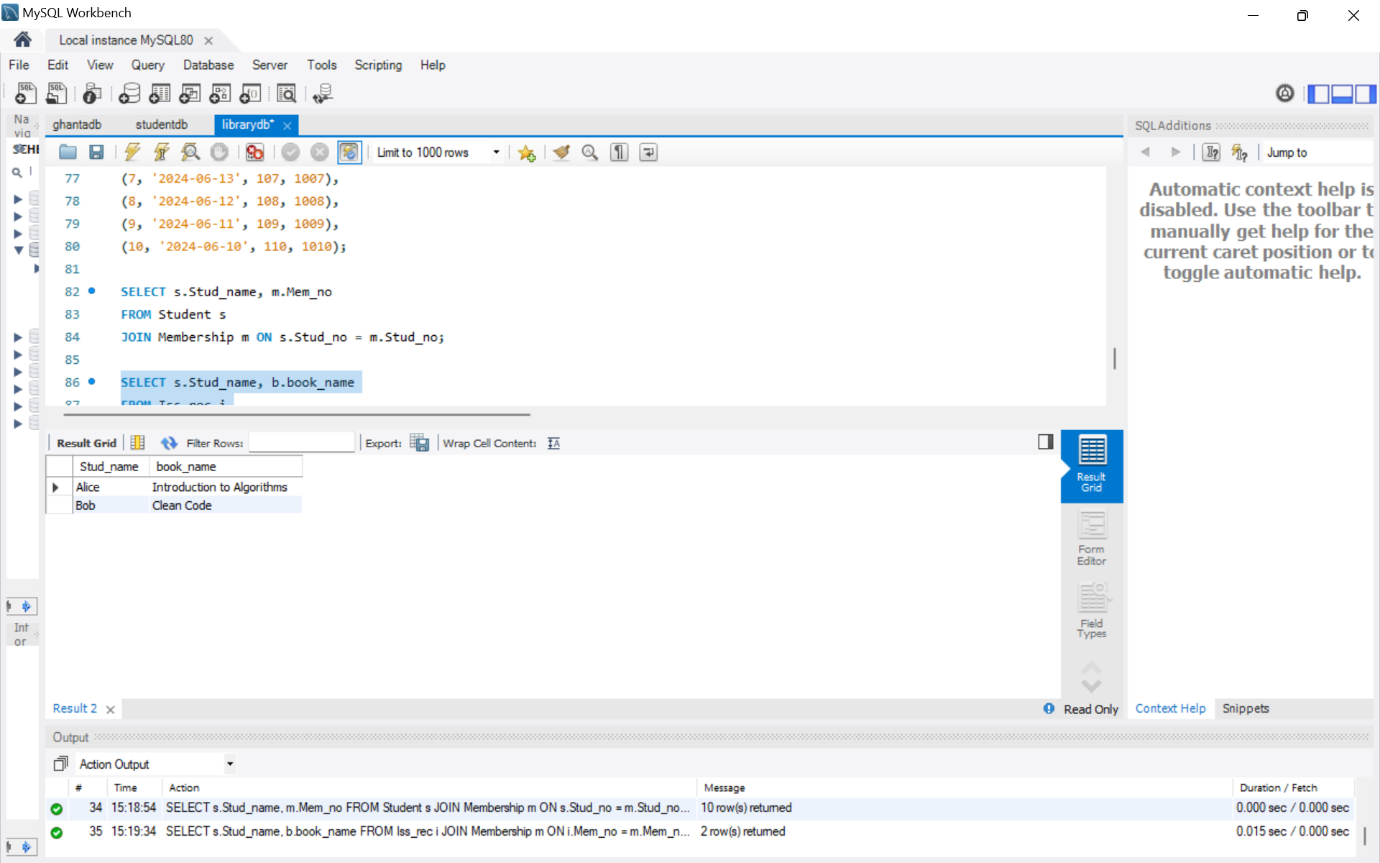 MySQL Workbench
Local instance MySQL80
File Edit View Query Database Server Tools Scripting Help
Na
vig
ghantadb studentdb librarydb*
SQLAdditions
Limit to 1000 rows
Jump to
77 (7, '2024-06-13', 107, 1007),
78 (8, '2024-06-12', 108, 1008),
79 (9, '2024-06-11', 109, 1009),
80 (10, '2024-06-10', 110, 1010);
81
82 SELECT s.Stud_name, m.Mem_no
83 FROM Student s
84 JOIN Membership m ON s.Stud_no = m.Stud_no;
85
86 SELECT s.Stud_name, b.book_name
87 FROM Iss_rec i
Automatic context help is
disabled. Use the toolbar t
manually get help for the
current caret position or to
toggle automatic help.
Result Grid Filter Rows: Export: Wrap Cell Content:
Stud_name book_name
Alice Introduction to Algorithms
Bob Clean Code
Result
Grid
Form
Editor
Field
Types
Int
or
Result 2
Read Only
Context Help Snippets
Output
Action Output
# Time Action Message Duration / Fetch
34 15:18:54 SELECT s.Stud_name, m.Mem_no FROM Student s JOIN Membership m ON s.Stud_no = m.Stud_no... 10 row(s) returned 0.000 sec / 0.000 sec
35 15:19:34 SELECT s.Stud_name, b.book_name FROM Iss_rec i JOIN Membership m ON i.Mem_no = m.Mem_n... 2 row(s) returned 0.015 sec / 0.000 sec